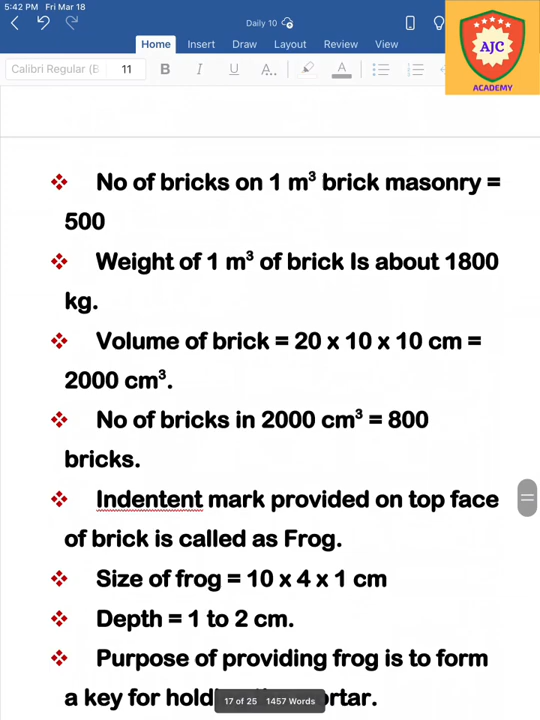 5:42 PM Fri Mar 18
Daily 10
Home Insert Draw Layout Review View
Calibri Regular (B 11 B I U A..  A
AJC
ACADEMY
❖ No of bricks on 1 m³ brick masonry =
500
❖ Weight of 1 m³ of brick Is about 1800
kg.
❖ Volume of brick = 20 x 10 x 10 cm =
2000 cm³.
❖ No of bricks in 2000 cm³ = 800
bricks.
❖ Indentent mark provided on top face
of brick is called as Frog.
❖ Size of frog = 10 x 4 x 1 cm
❖ Depth = 1 to 2 cm.
❖ Purpose of providing frog is to form
a key for hold
17 of 25 1457 Words